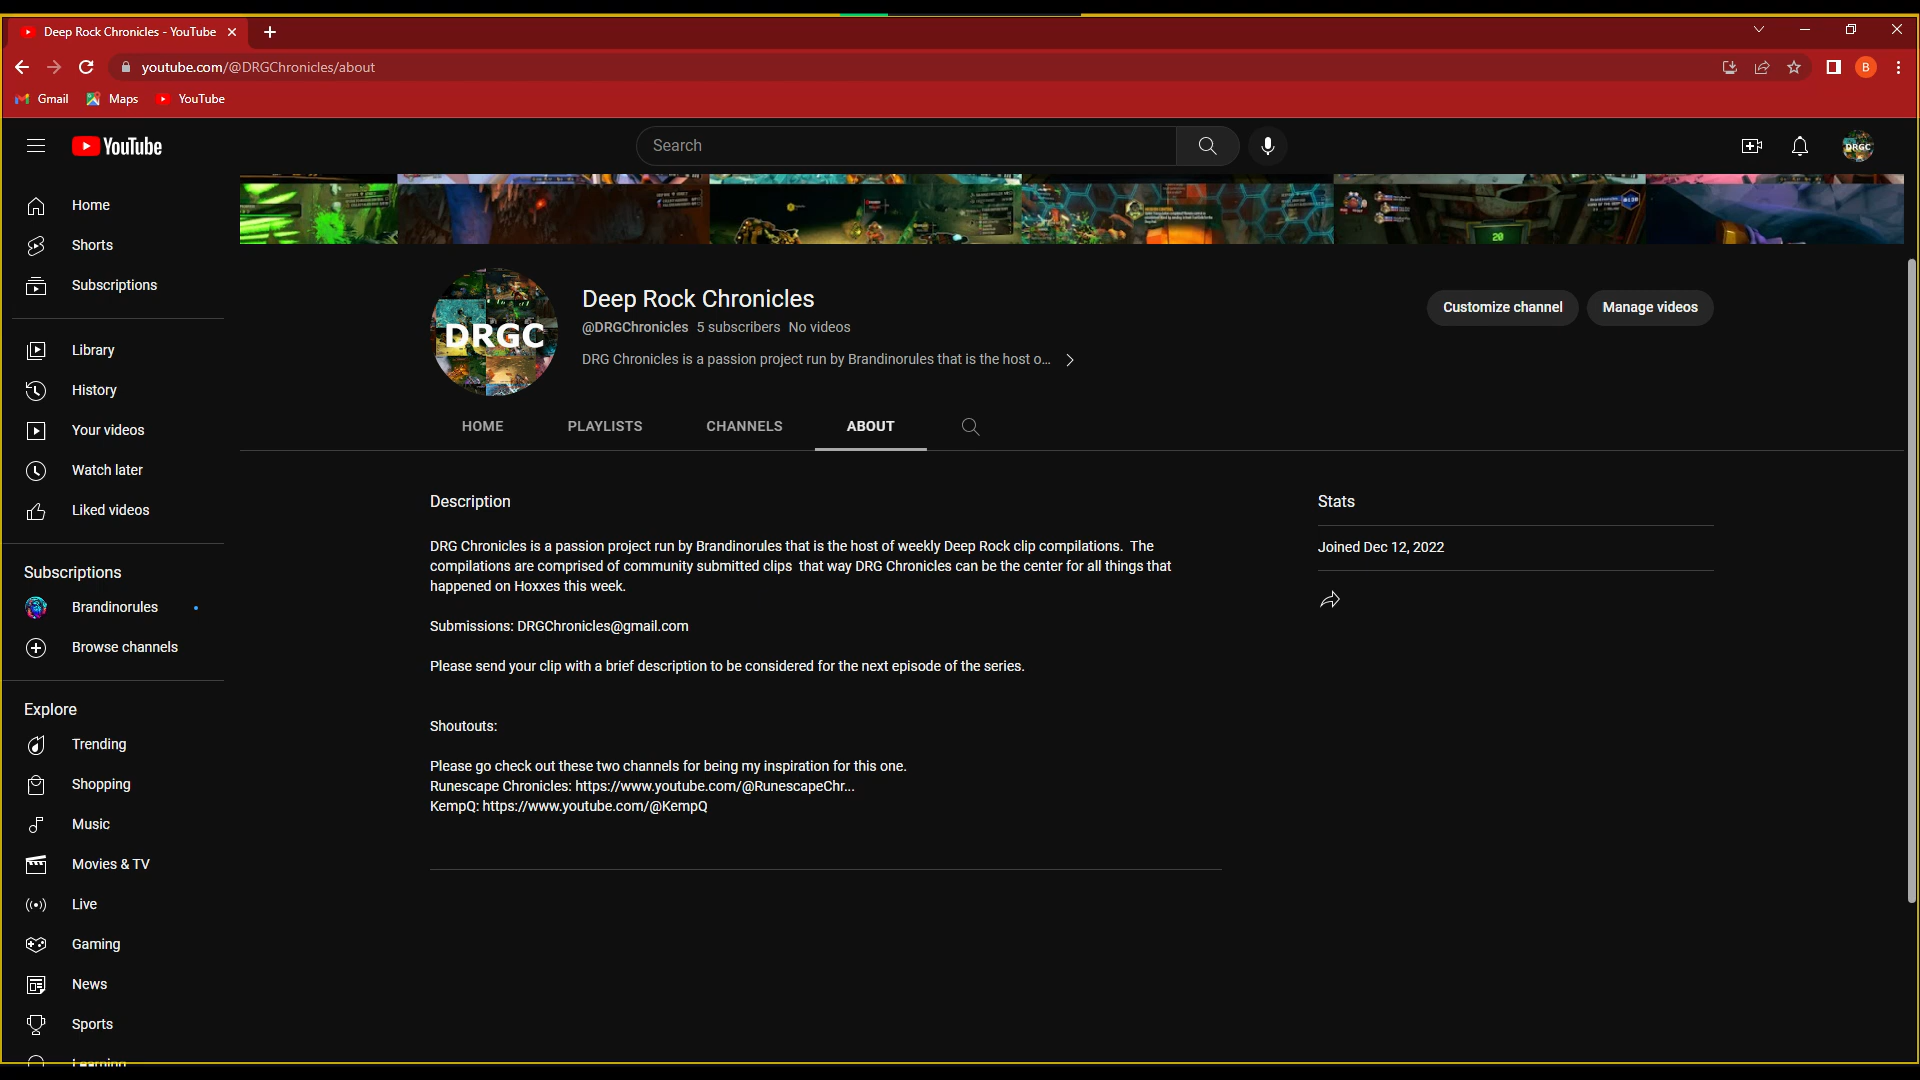 Deep Rock Chronicles - YouTube
youtube.com/@DRGChronicles/about
B
Gmail
Maps
YouTube
YouTube
Search
DRGC
Home
Shorts
Subscriptions
Library
History
Your videos
Watch later
Liked videos
Subscriptions
Brandinorules
Browse channels
Explore
Trending
Shopping
Music
Movies & TV
Live
Gaming
News
Sports
Learning
20
DRGC
Deep Rock Chronicles
@DRGChronicles 5 subscribers No videos
DRG Chronicles is a passion project run by Brandinorules that is the host o...
Customize channel
Manage videos
HOME
PLAYLISTS
CHANNELS
ABOUT
Description
DRG Chronicles is a passion project run by Brandinorules that is the host of weekly Deep Rock clip compilations.  The
compilations are comprised of community submitted clips  that way DRG Chronicles can be the center for all things that
happened on Hoxxes this week.
Submissions: DRGChronicles@gmail.com
Please send your clip with a brief description to be considered for the next episode of the series.
Shoutouts:
Please go check out these two channels for being my inspiration for this one.
Runescape Chronicles: https://www.youtube.com/@RunescapeChr...
KempQ: https://www.youtube.com/@KempQ
Stats
Joined Dec 12, 2022